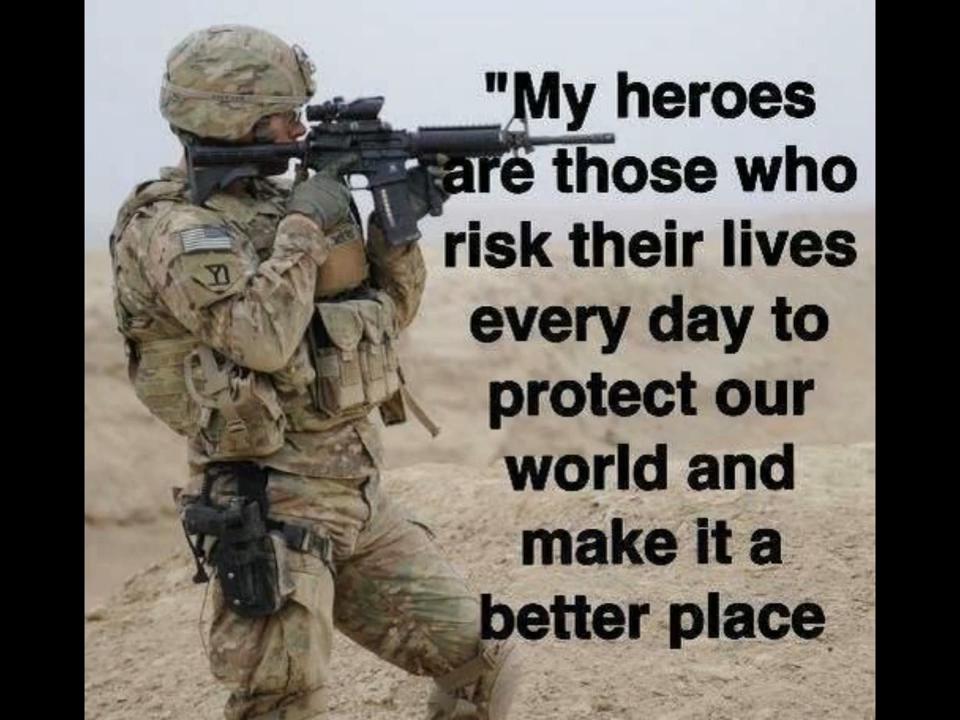 "My heroes
are those who
risk their lives
every day to
protect our
world and
make it a
better place